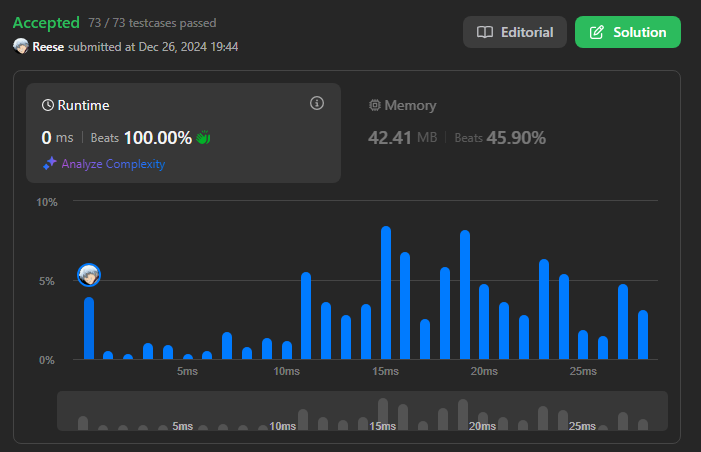 Accepted 73 / 73 testcases passed
Reese submitted at Dec 26, 2024 19:44
Editorial
Solution
Runtime
0 ms | Beats 100.00%
Analyze Complexity
Memory
42.41 MB | Beats 45.90%
10%
5%
0%
5ms 10ms 15ms 20ms 25ms
5ms 10ms 15ms 20ms 25ms